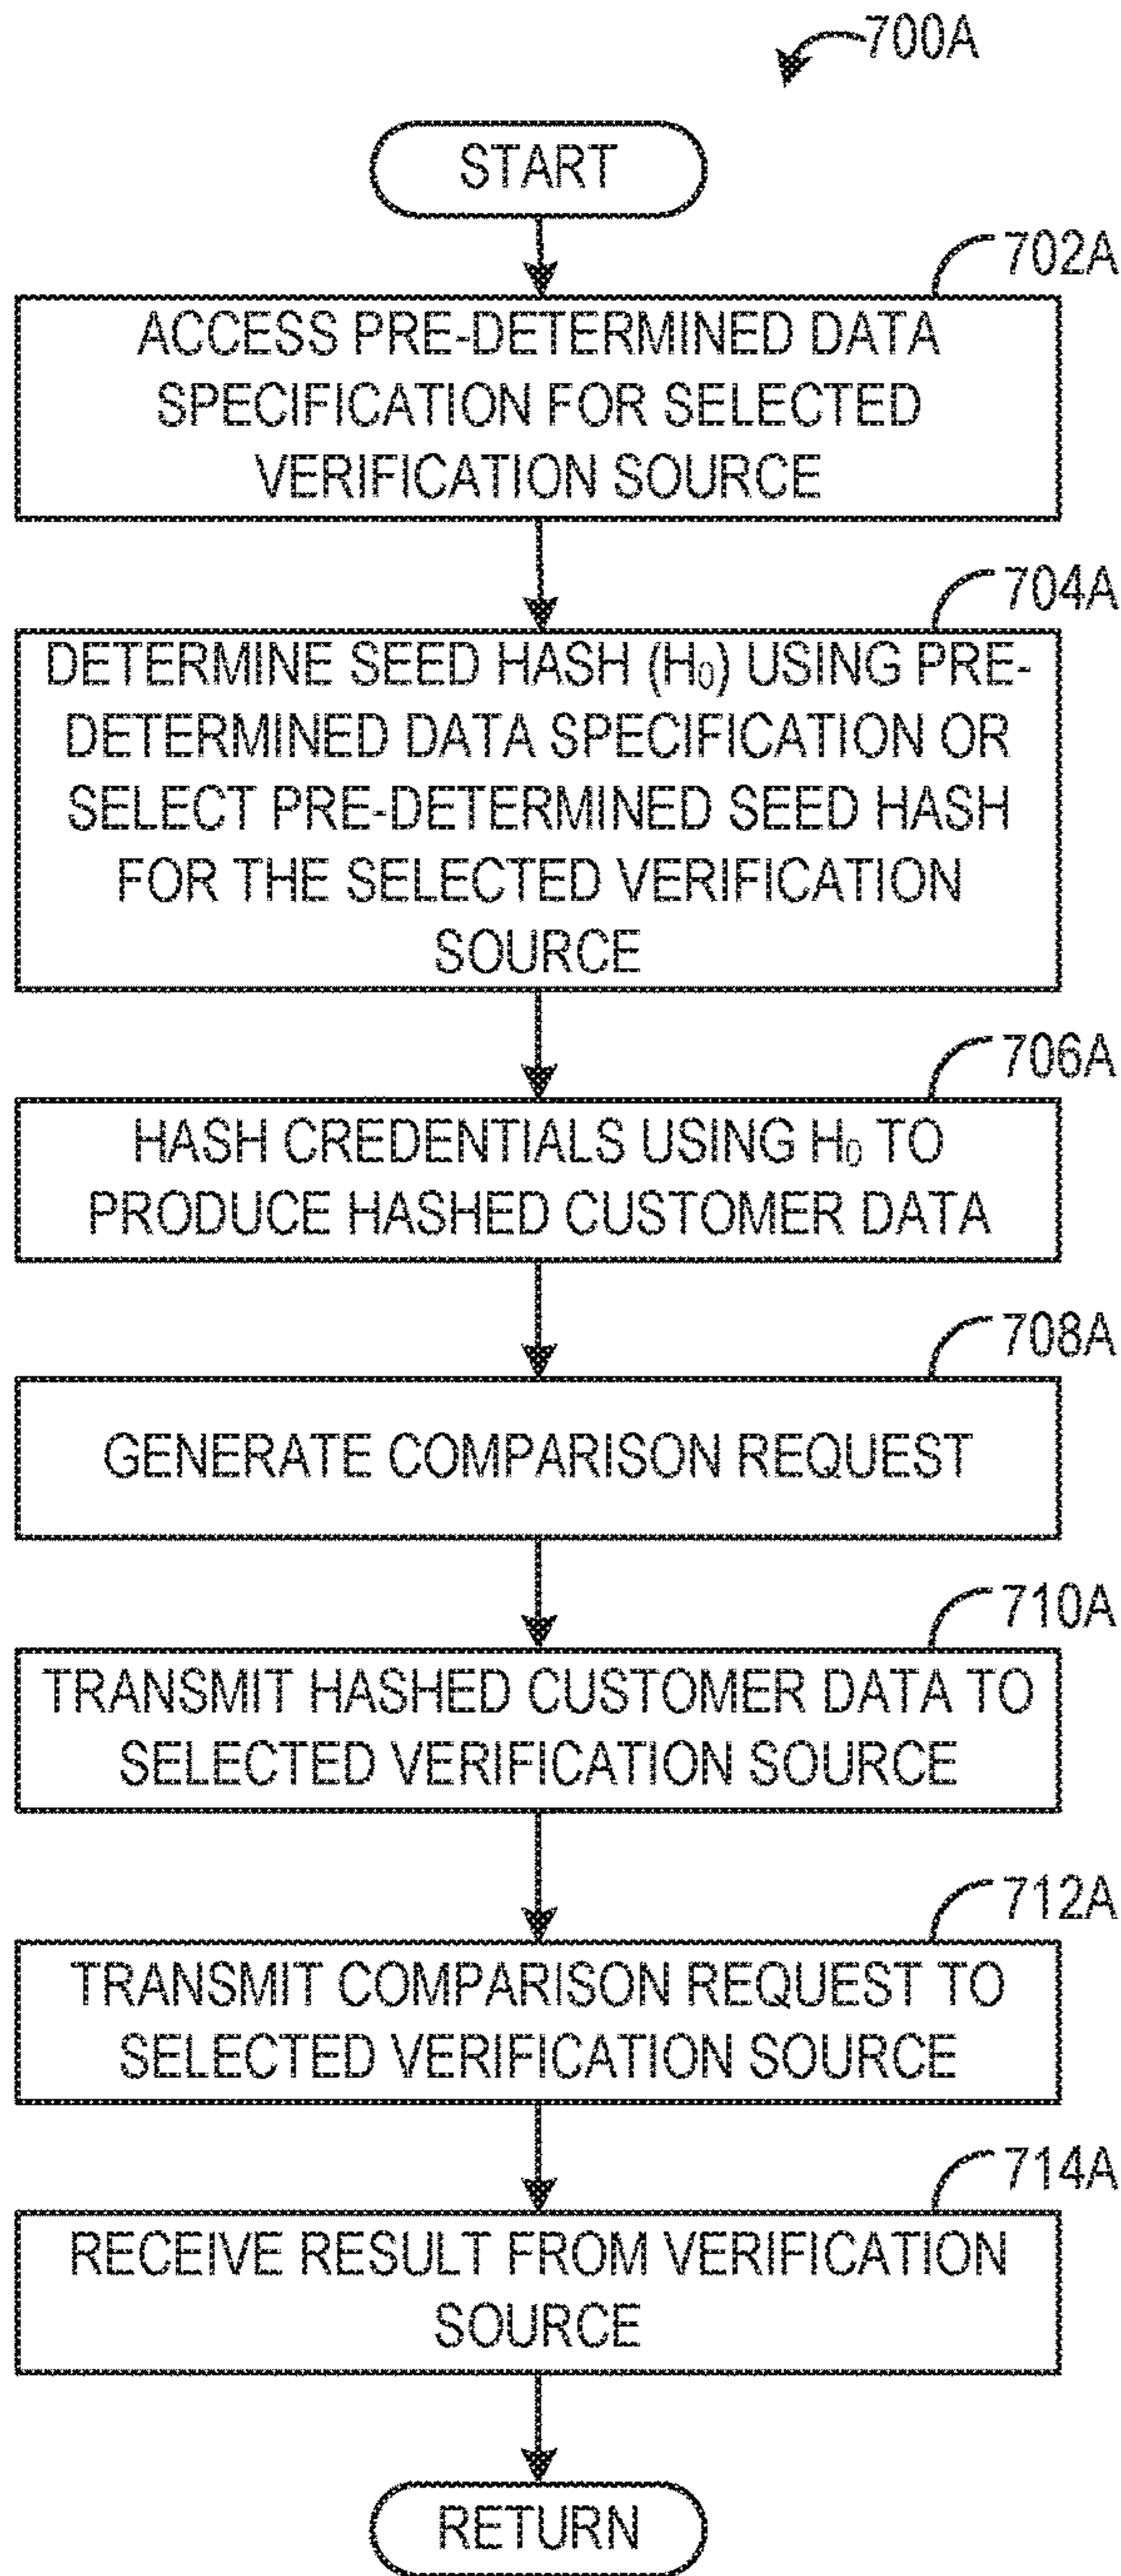 700A
START
702A
ACCESS PRE-DETERMINED DATA
SPECIFICATION FOR SELECTED
VERIFICATION SOURCE
704A
DETERMINE SEED HASH (H₀) USING PRE-
DETERMINED DATA SPECIFICATION OR
SELECT PRE-DETERMINED SEED HASH
FOR THE SELECTED VERIFICATION
SOURCE
706A
HASH CREDENTIALS USING H₀ TO
PRODUCE HASHED CUSTOMER DATA
708A
GENERATE COMPARISON REQUEST
710A
TRANSMIT HASHED CUSTOMER DATA TO
SELECTED VERIFICATION SOURCE
712A
TRANSMIT COMPARISON REQUEST TO
SELECTED VERIFICATION SOURCE
714A
RECEIVE RESULT FROM VERIFICATION
SOURCE
RETURN